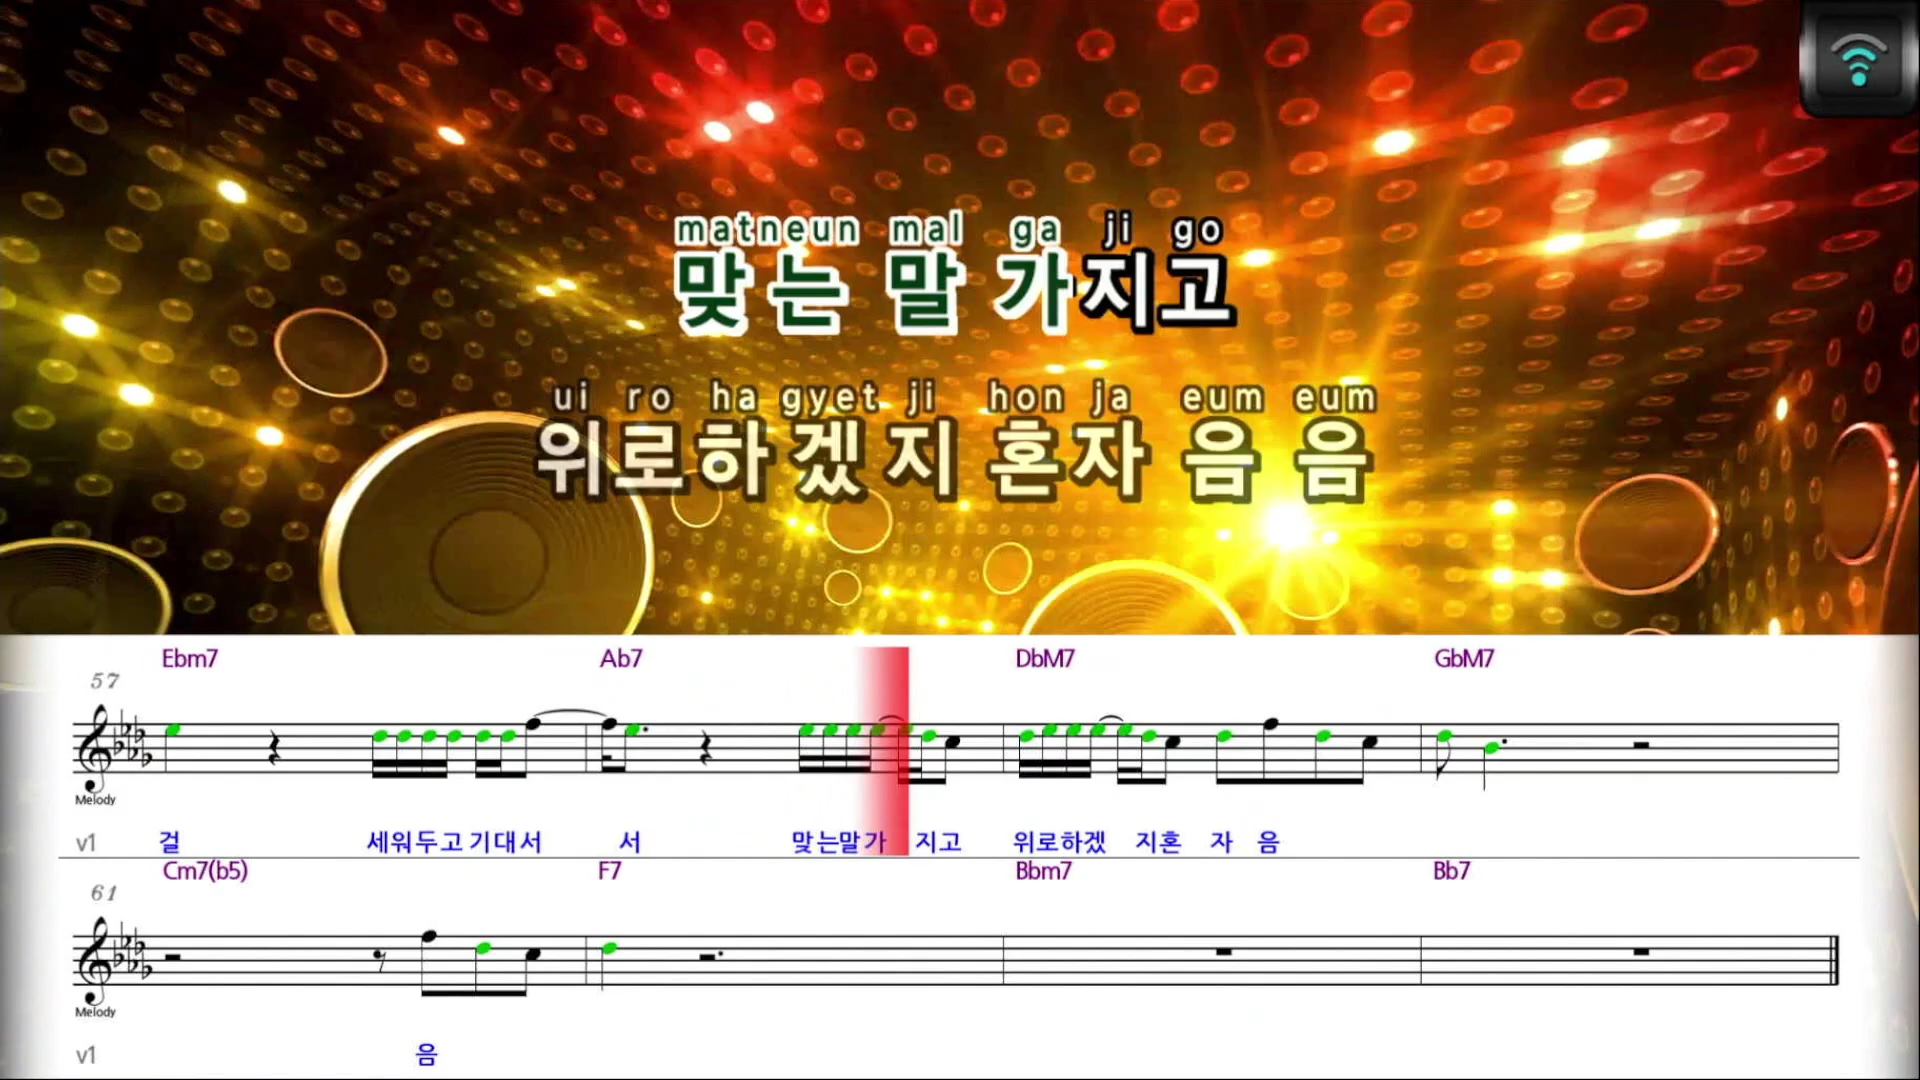 matneun mal ga ji go
맞는 말 가지고
ui ro ha gyet ji hon ja eum eum
위로하겠지 혼자 음 음
Ebm7 Ab7 DbM7 GbM7
57
Melody
v1 걸 세워두고 기대서 서 맞는말가 지고 위로하겠 지혼 자 음
Cm7(b5) F7 Bbm7 Bb7
61
Melody
v1 음